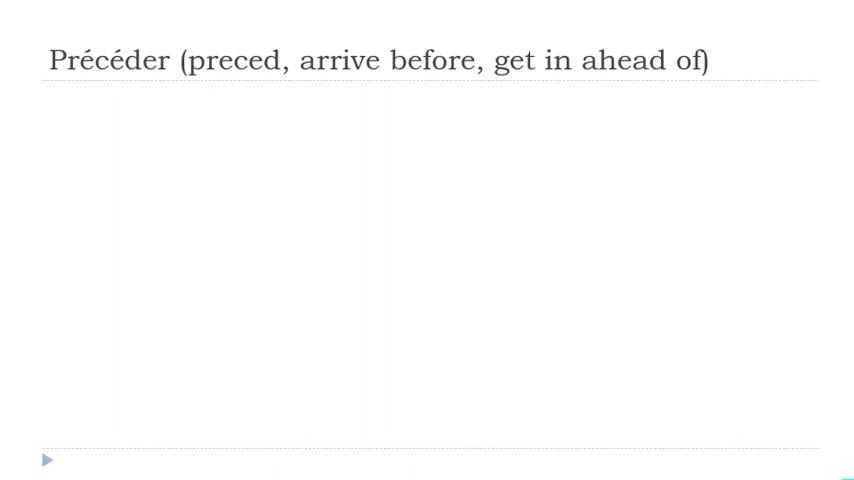 Précéder (preced, arrive before, get in ahead of)